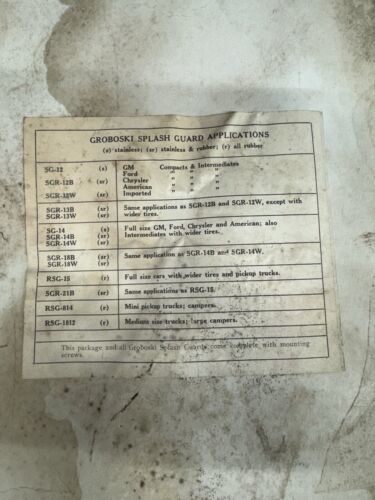 GROBOSKI SPLASH GUARD APPLICATIONS
(s) stainless; (sr) stainless & rubber; (r) all rubber
SG-12 (s) GM Compacts & Intermediates
Ford " " "
SGR-12B (sr) Chrysler " " "
American " " "
SGR-12W (sr) Imported " " "
SGR-13B (sr) Same applications as SGR-12B and SGR-12W, except with
SGR-13W (sr) wider tires.
SG-14 (s) Full size GM, Ford, Chrysler and American; also
SGR-14B (sr) Intermediates with wider tires.
SGR-14W (sr)
SGR-18B (sr) Same application as SGR-14B and SGR-14W.
SGR-18W (sr)
RSG-15 (r) Full size cars with wider tires and pickup trucks.
SGR-21B (sr) Same applications as RSG-15.
RSG-814 (r) Mini pickup trucks; campers.
RSG-1812 (r) Medium size trucks; large campers.
This package and all Groboski Splash Guards come complete with mounting
screws.